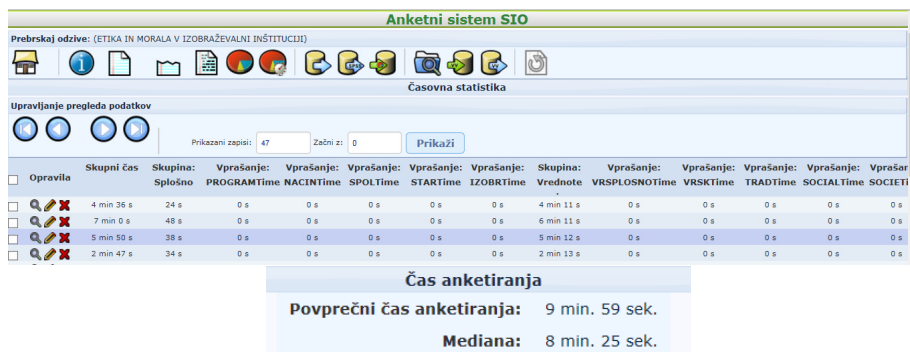 Anketni sistem SIO
Prebrskaj odzive: (ETIKA IN MORALA V IZOBRAŽEVALNI INŠTITUCIJI)
Časovna statistika
Upravljanje pregleda podatkov
Prikazani zapisi: 47 Začni z: 0 Prikaži
Opravila Skupni čas Skupina: Splošno Vprašanje: PROGRAMTime Vprašanje: NACINTime Vprašanje: SPOLTime Vprašanje: STARTime Vprašanje: IZOBRTime Skupina: Vrednote Vprašanje: VRSPLOSNOTime Vprašanje: VRSKTime Vprašanje: TRADTime Vprašanje: SOCIALTime Vprašan SOCIETi
4 min 36 s 24 s 0 s 0 s 0 s 0 s 0 s 4 min 11 s 0 s 0 s 0 s 0 s 0 s
7 min 0 s 48 s 0 s 0 s 0 s 0 s 0 s 6 min 11 s 0 s 0 s 0 s 0 s 0 s
5 min 50 s 38 s 0 s 0 s 0 s 0 s 0 s 5 min 12 s 0 s 0 s 0 s 0 s 0 s
2 min 47 s 34 s 0 s 0 s 0 s 0 s 0 s 2 min 13 s 0 s 0 s 0 s 0 s 0 s
Čas anketiranja
Povprečni čas anketiranja: 9 min. 59 sek.
Mediana: 8 min. 25 sek.